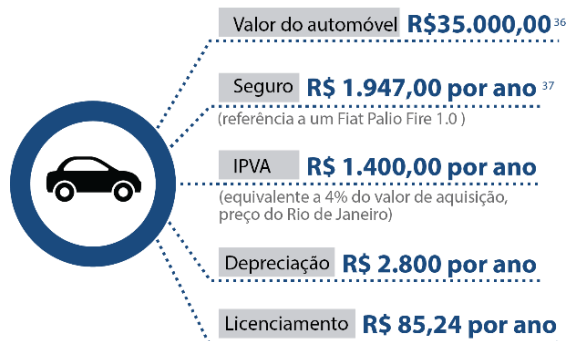 Valor do automóvel R$35.000,00 36
Seguro R$ 1.947,00 por ano 37
(referência a um Fiat Palio Fire 1.0 )
IPVA R$ 1.400,00 por ano
(equivalente a 4% do valor de aquisição,
preço do Rio de Janeiro)
Depreciação R$ 2.800 por ano
Licenciamento R$ 85,24 por ano